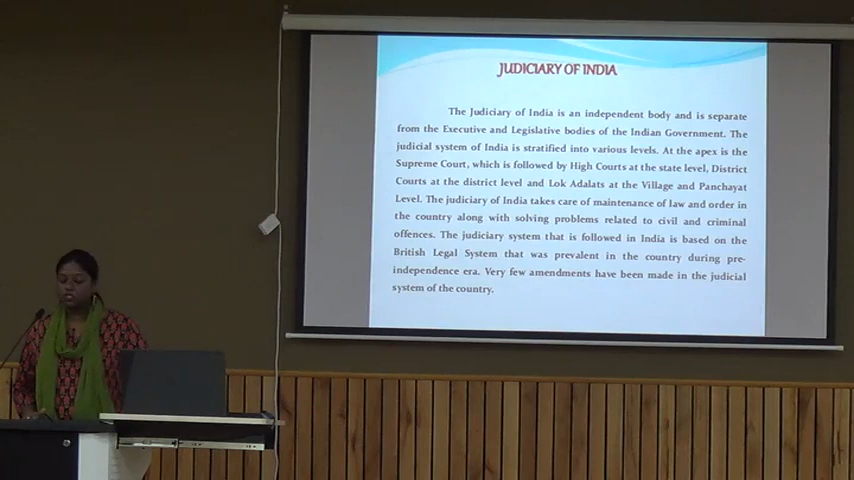 JUDICIARY OF INDIA
The Judiciary of India is an independent body and is separate
from the Executive and Legislative bodies of the Indian Government. The
judicial system of India is stratified into various levels. At the apex is the
Supreme Court, which is followed by High Courts at the state level, District
Courts at the district level and Lok Adalats at the Village and Panchayat
Level. The judiciary of India takes care of maintenance of law and order in
the country along with solving problems related to civil and criminal
offences. The judiciary system that is followed in India is based on the
British Legal System that was prevalent in the country during pre-
independence era. Very few amendments have been made in the judicial
system of the country.